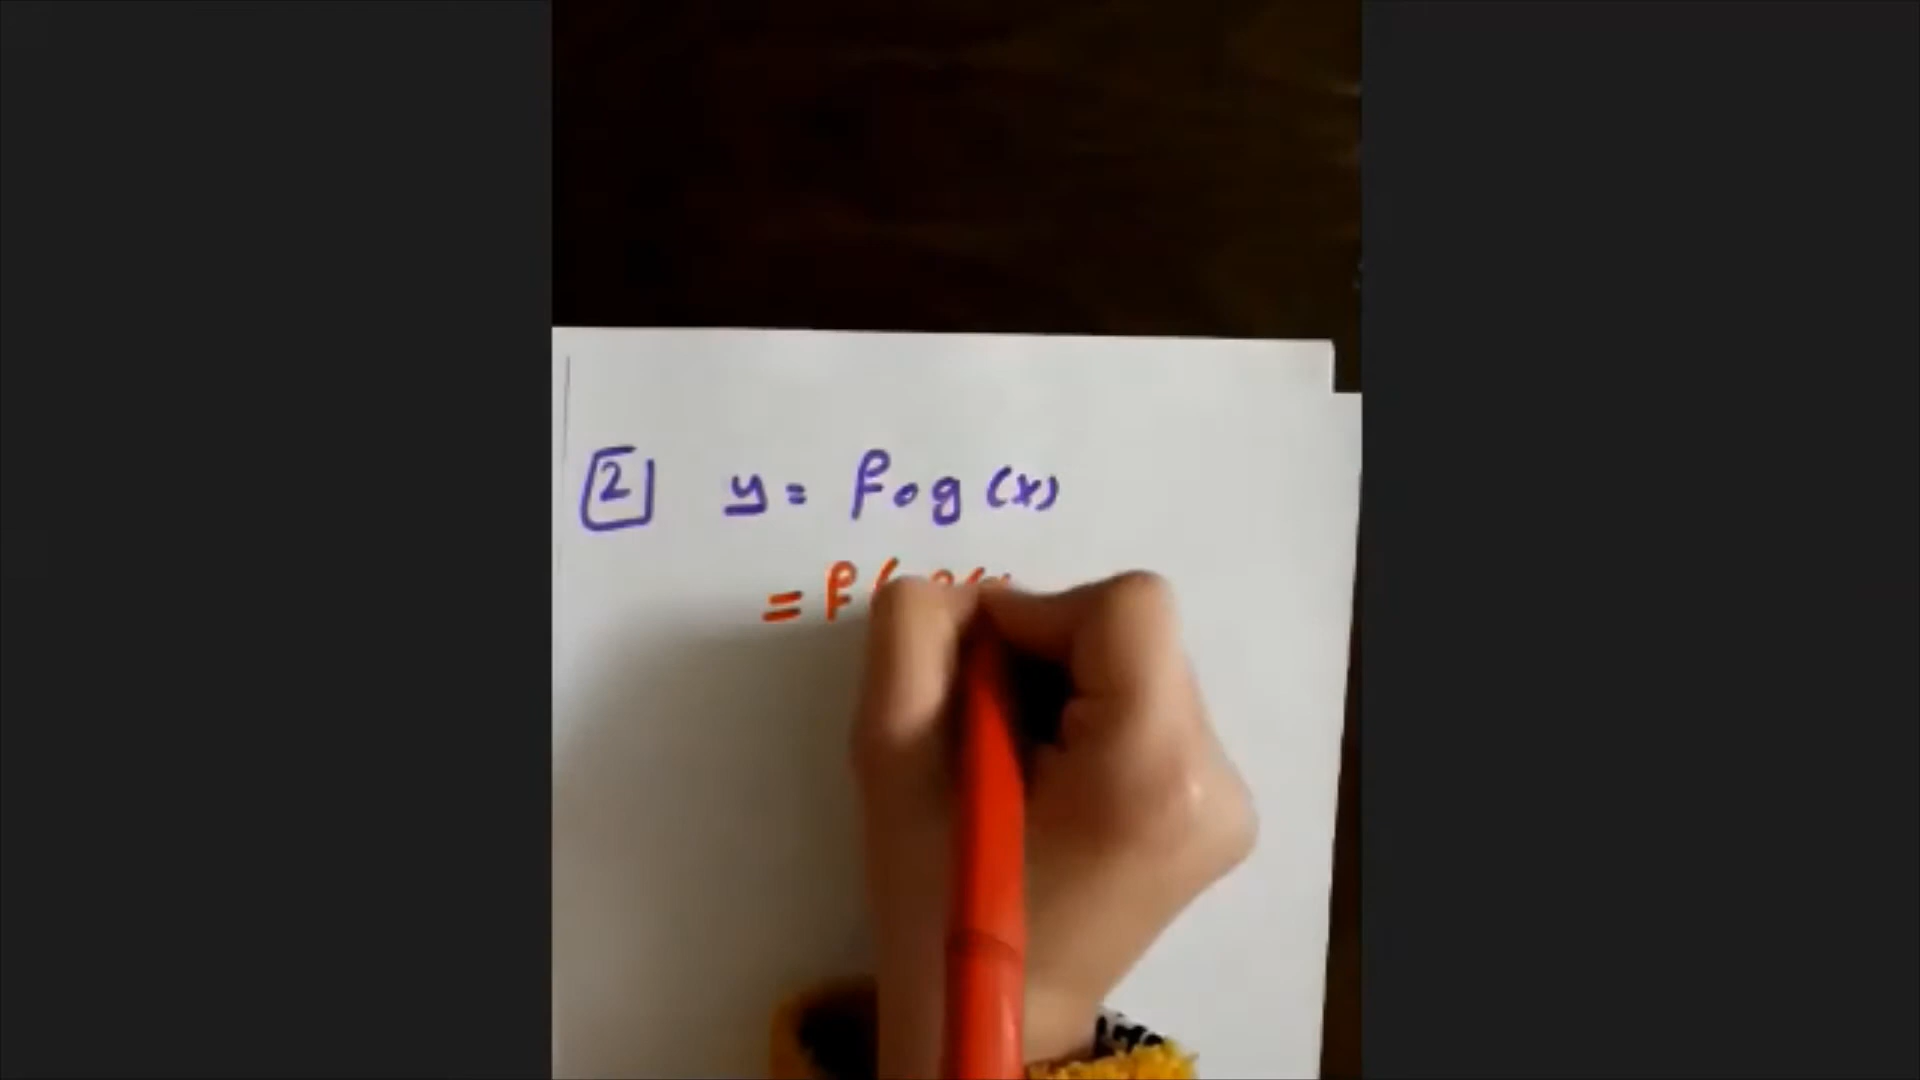 2 y = fog (x)
= f (